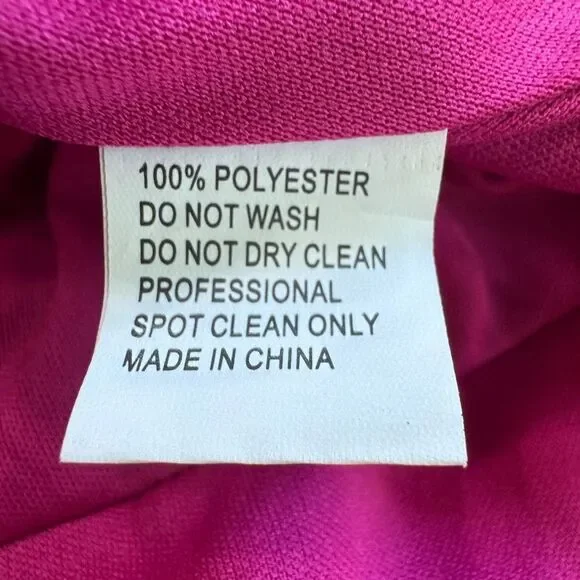 100% POLYESTER
DO NOT WASH
DO NOT DRY CLEAN
PROFESSIONAL
SPOT CLEAN ONLY
MADE IN CHINA